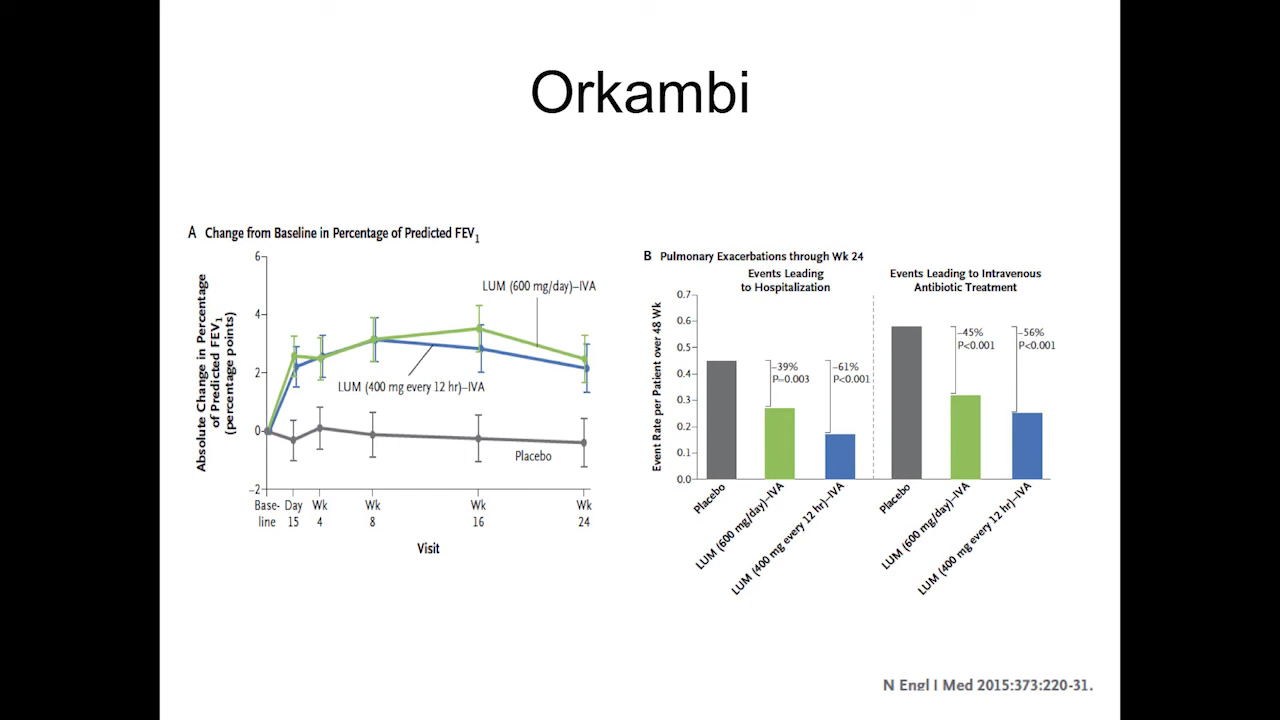 Orkambi
A Change from Baseline in Percentage of Predicted FEV1
Absolute Change in Percentage
of Predicted FEV1
(percentage points)
6
4
2
0
−2
LUM (600 mg/day)–IVA
LUM (400 mg every 12 hr)–IVA
Placebo
Base-
line
Day
15
Wk
4
Wk
8
Wk
16
Wk
24
Visit
B Pulmonary Exacerbations through Wk 24
Events Leading
to Hospitalization
Events Leading to Intravenous
Antibiotic Treatment
Event Rate per Patient over 48 Wk
0.7
0.6
0.5
0.4
0.3
0.2
0.1
0.0
−39%
P=0.003
−61%
P<0.001
−45%
P<0.001
−56%
P<0.001
Placebo
LUM (600 mg/day)–IVA
LUM (400 mg every 12 hr)–IVA
Placebo
LUM (600 mg/day)–IVA
LUM (400 mg every 12 hr)–IVA
N Engl J Med 2015;373:220-31.